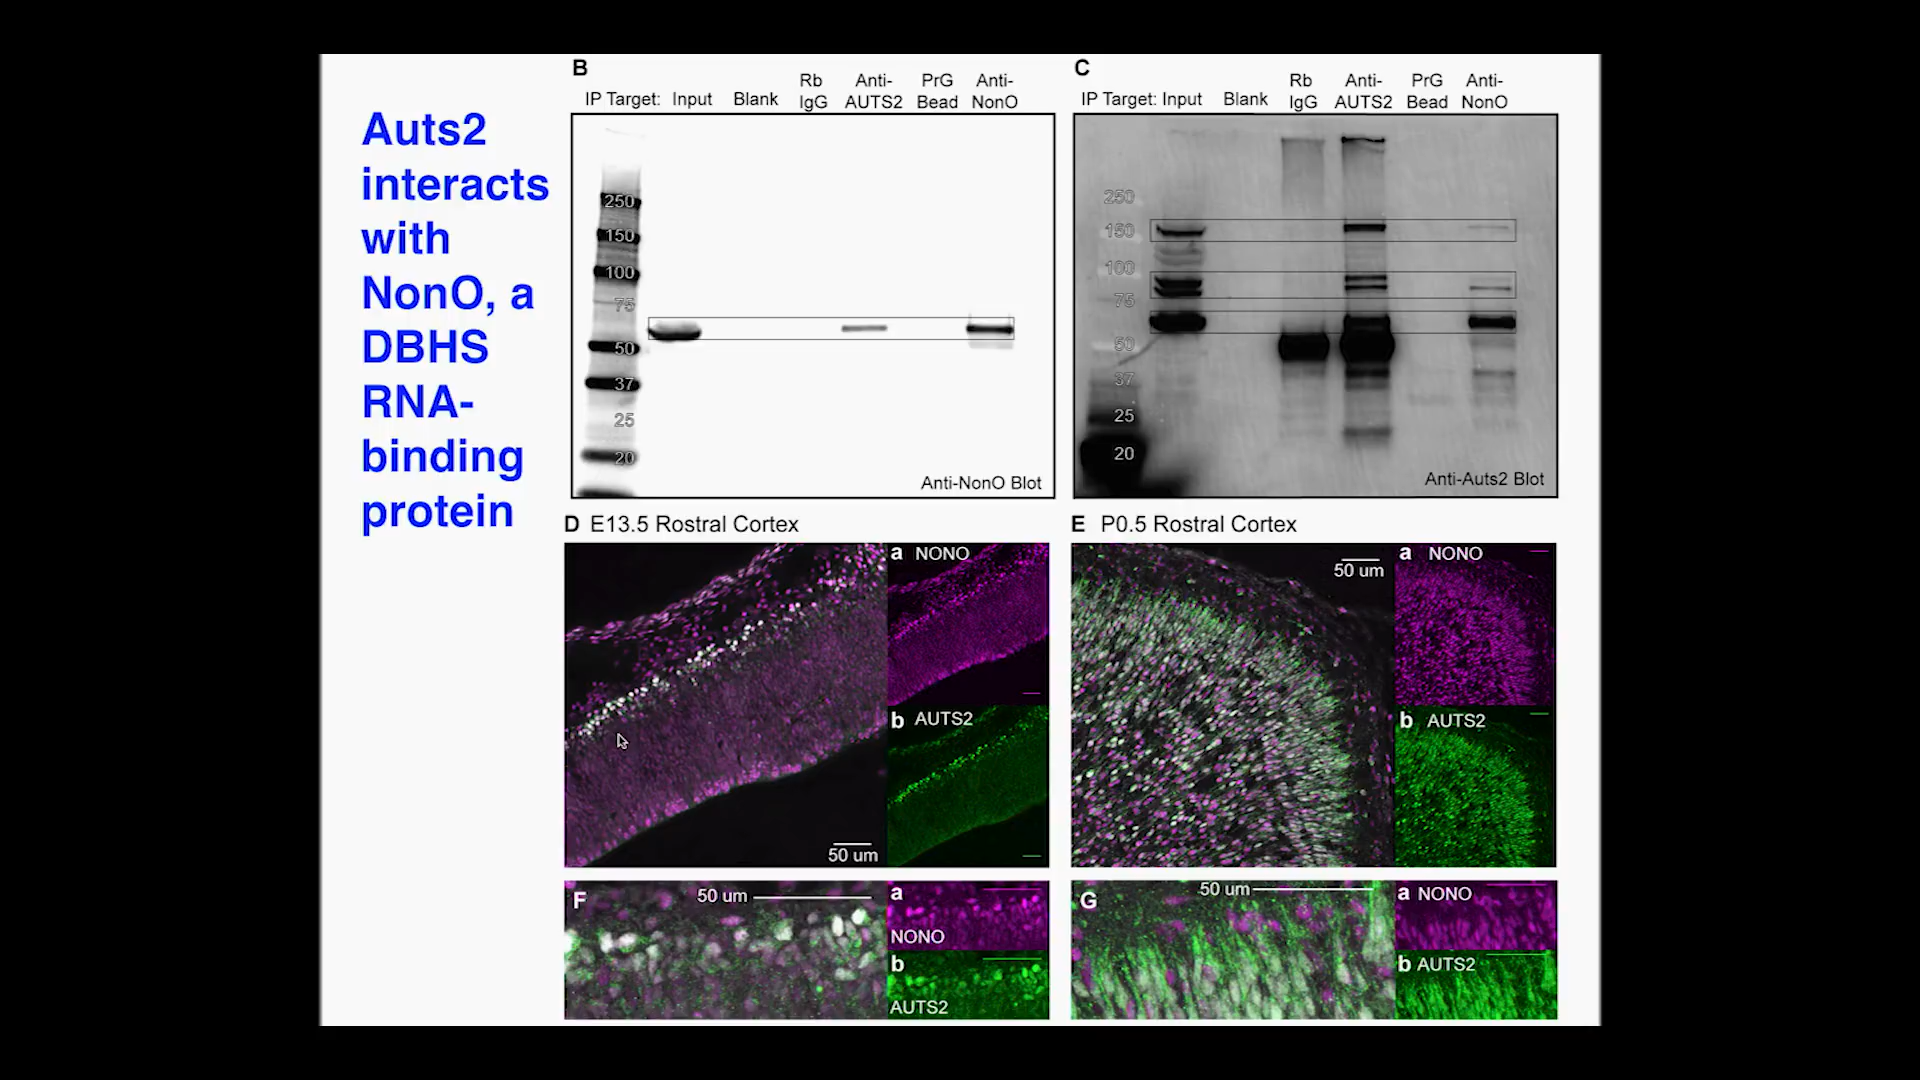 Auts2
interacts
with
NonO, a
DBHS
RNA-
binding
protein
B
IP Target: Input Blank Rb IgG Anti-AUTS2 PrG Bead Anti-NonO
250
150
100
75
50
37
25
20
Anti-NonO Blot
C
IP Target: Input Blank Rb IgG Anti-AUTS2 PrG Bead Anti-NonO
250
150
100
75
50
37
25
20
Anti-Auts2 Blot
D E13.5 Rostral Cortex
50 um
a NONO
b AUTS2
E P0.5 Rostral Cortex
50 um
a NONO
b AUTS2
F
50 um
a
NONO
b
AUTS2
G
50 um
a NONO
b AUTS2